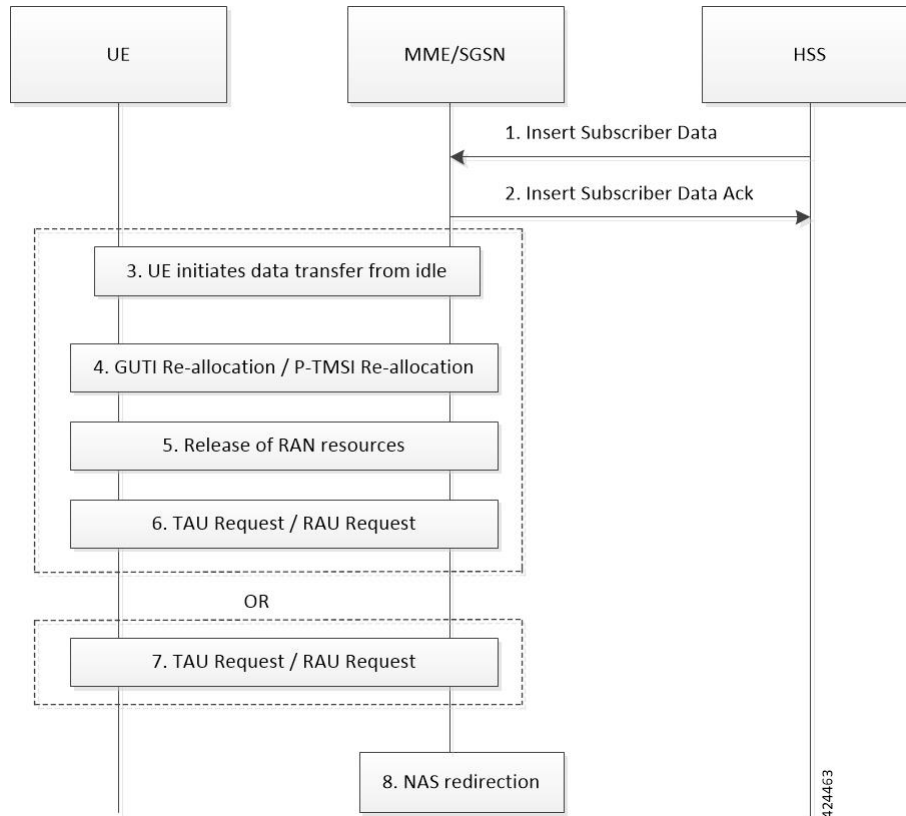 UE
MME/SGSN
HSS
1. Insert Subscriber Data
2. Insert Subscriber Data Ack
3. UE initiates data transfer from idle
4. GUTI Re-allocation / P-TMSI Re-allocation
5. Release of RAN resources
6. TAU Request / RAU Request
OR
7. TAU Request / RAU Request
8. NAS redirection
424463